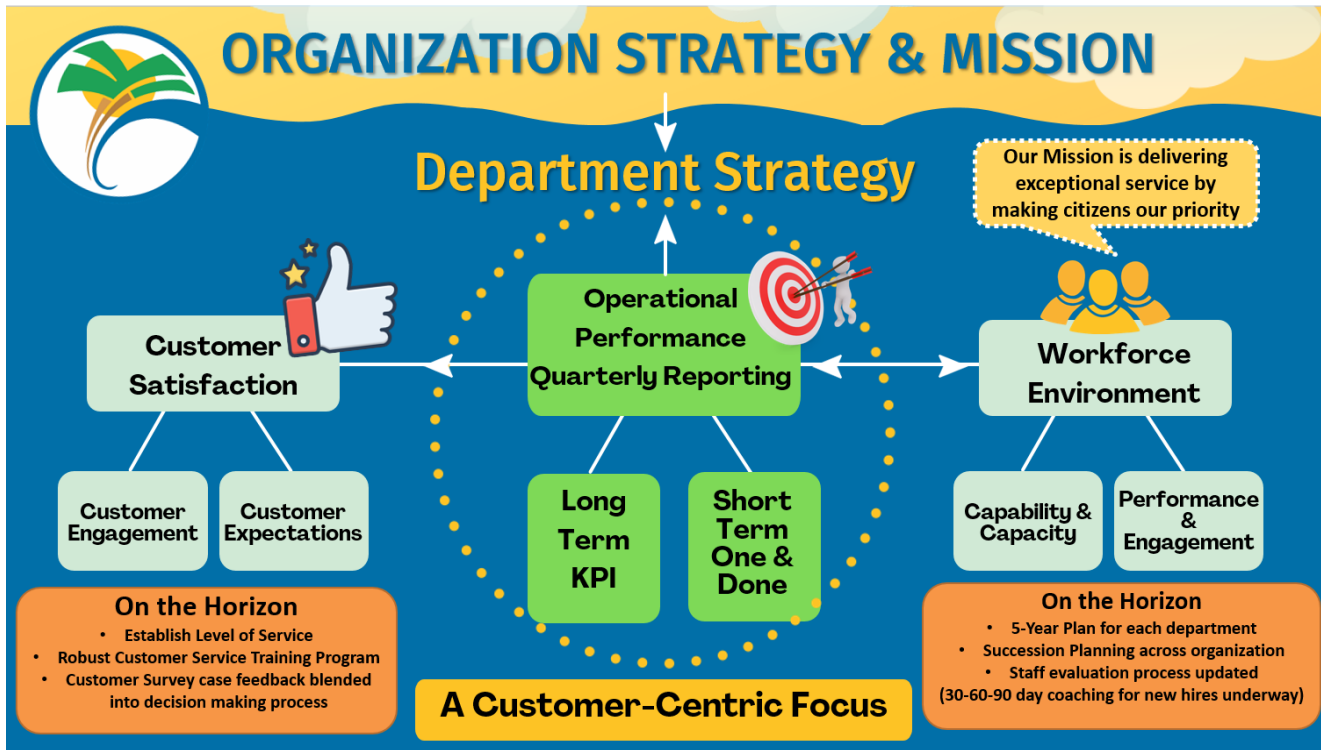 ORGANIZATION STRATEGY & MISSION
Department Strategy
Our Mission is delivering
exceptional service by
making citizens our priority
Customer
Satisfaction
Operational
Performance
Quarterly Reporting
Workforce
Environment
Customer
Engagement
Customer
Expectations
Long
Term
KPI
Short
Term
One &
Done
Capability &
Capacity
Performance
&
Engagement
On the Horizon
• Establish Level of Service
• Robust Customer Service Training Program
• Customer Survey case feedback blended
into decision making process
A Customer-Centric Focus
On the Horizon
• 5-Year Plan for each department
• Succession Planning across organization
• Staff evaluation process updated
(30-60-90 day coaching for new hires underway)